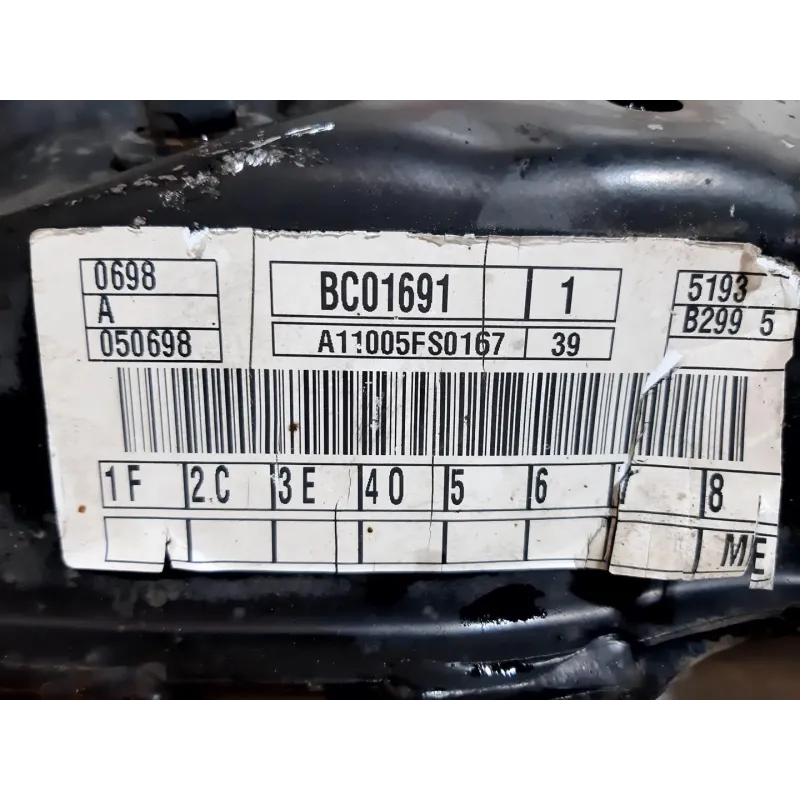 0698
A
050698
BC01691 1
A11005FS0167 39
5193
B299 5
1F 2C 3E 40 5 6 8
ME